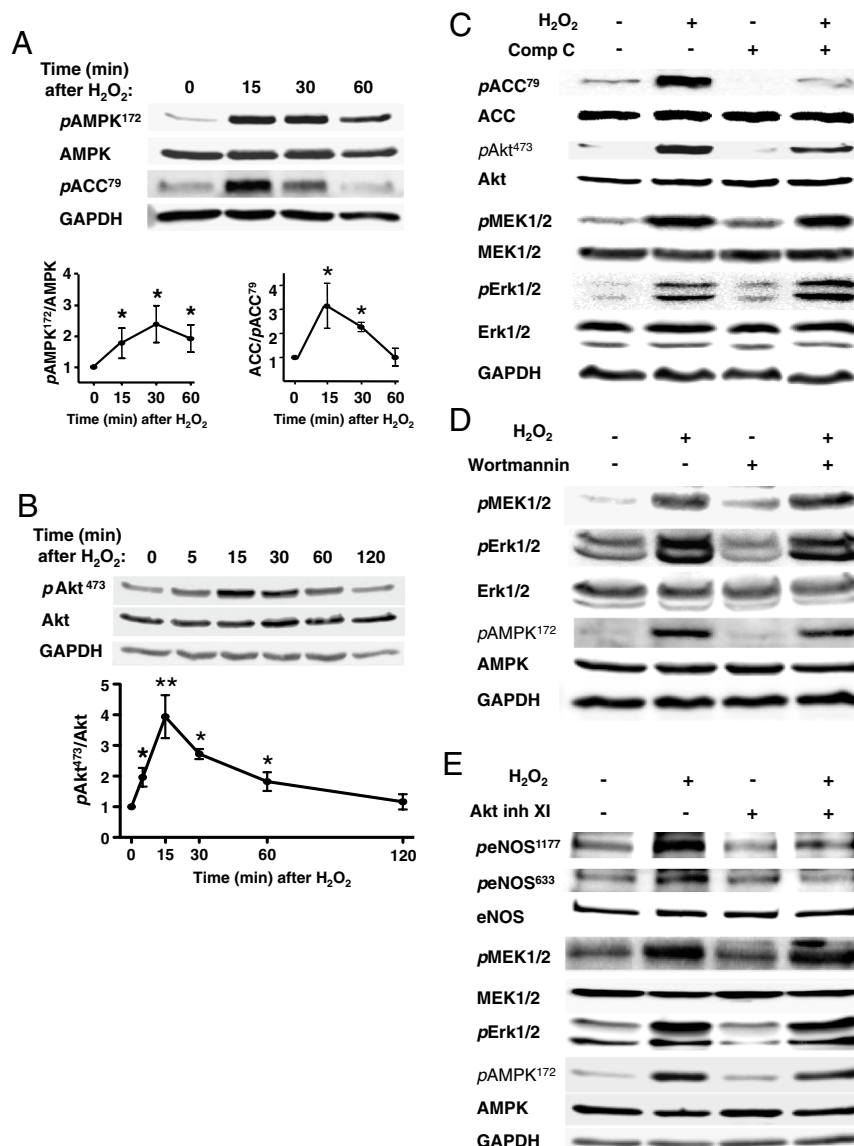 A
Time (min)
after H₂O₂: 0 15 30 60
pAMPK¹⁷²
AMPK
pACC⁷⁹
GAPDH
pAMPK¹⁷²/AMPK
4
3
2
1
*
*
*
0 15 30 60
Time (min) after H₂O₂
ACC/pACC⁷⁹
4
3
2
1
*
*
0 15 30 60
Time (min) after H₂O₂
B
Time (min)
after H₂O₂: 0 5 15 30 60 120
pAkt⁴⁷³
Akt
GAPDH
pAkt⁴⁷³/Akt
5
4
3
2
1
0
*
**
*
*
0 15 30 60 120
Time (min) after H₂O₂
C
H₂O₂ - + - +
Comp C - - + +
pACC⁷⁹
ACC
pAkt⁴⁷³
Akt
pMEK1/2
MEK1/2
pErk1/2
Erk1/2
GAPDH
D
H₂O₂ - + - +
Wortmannin - - + +
pMEK1/2
pErk1/2
Erk1/2
pAMPK¹⁷²
AMPK
GAPDH
E
H₂O₂ - + - +
Akt inh XI - - + +
peNOS¹¹⁷⁷
peNOS⁶³³
eNOS
pMEK1/2
MEK1/2
pErk1/2
pAMPK¹⁷²
AMPK
GAPDH